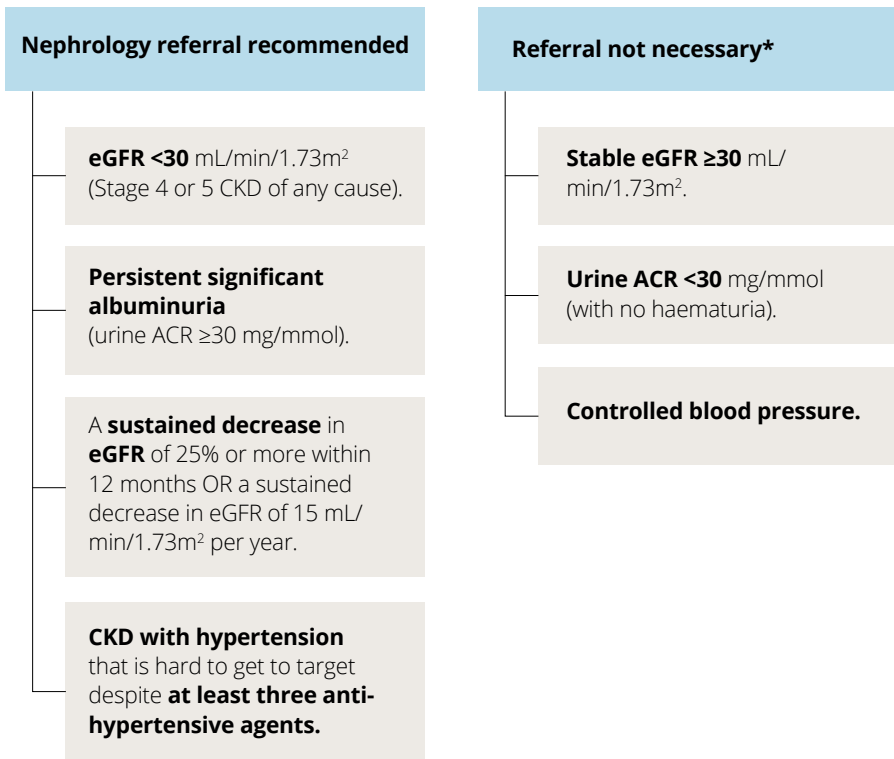 Nephrology referral recommended
eGFR <30 mL/min/1.73m²
(Stage 4 or 5 CKD of any cause).
Persistent significant
albuminuria
(urine ACR ≥30 mg/mmol).
A sustained decrease in
eGFR of 25% or more within
12 months OR a sustained
decrease in eGFR of 15 mL/
min/1.73m² per year.
CKD with hypertension
that is hard to get to target
despite at least three anti-
hypertensive agents.
Referral not necessary*
Stable eGFR ≥30 mL/
min/1.73m².
Urine ACR <30 mg/mmol
(with no haematuria).
Controlled blood pressure.